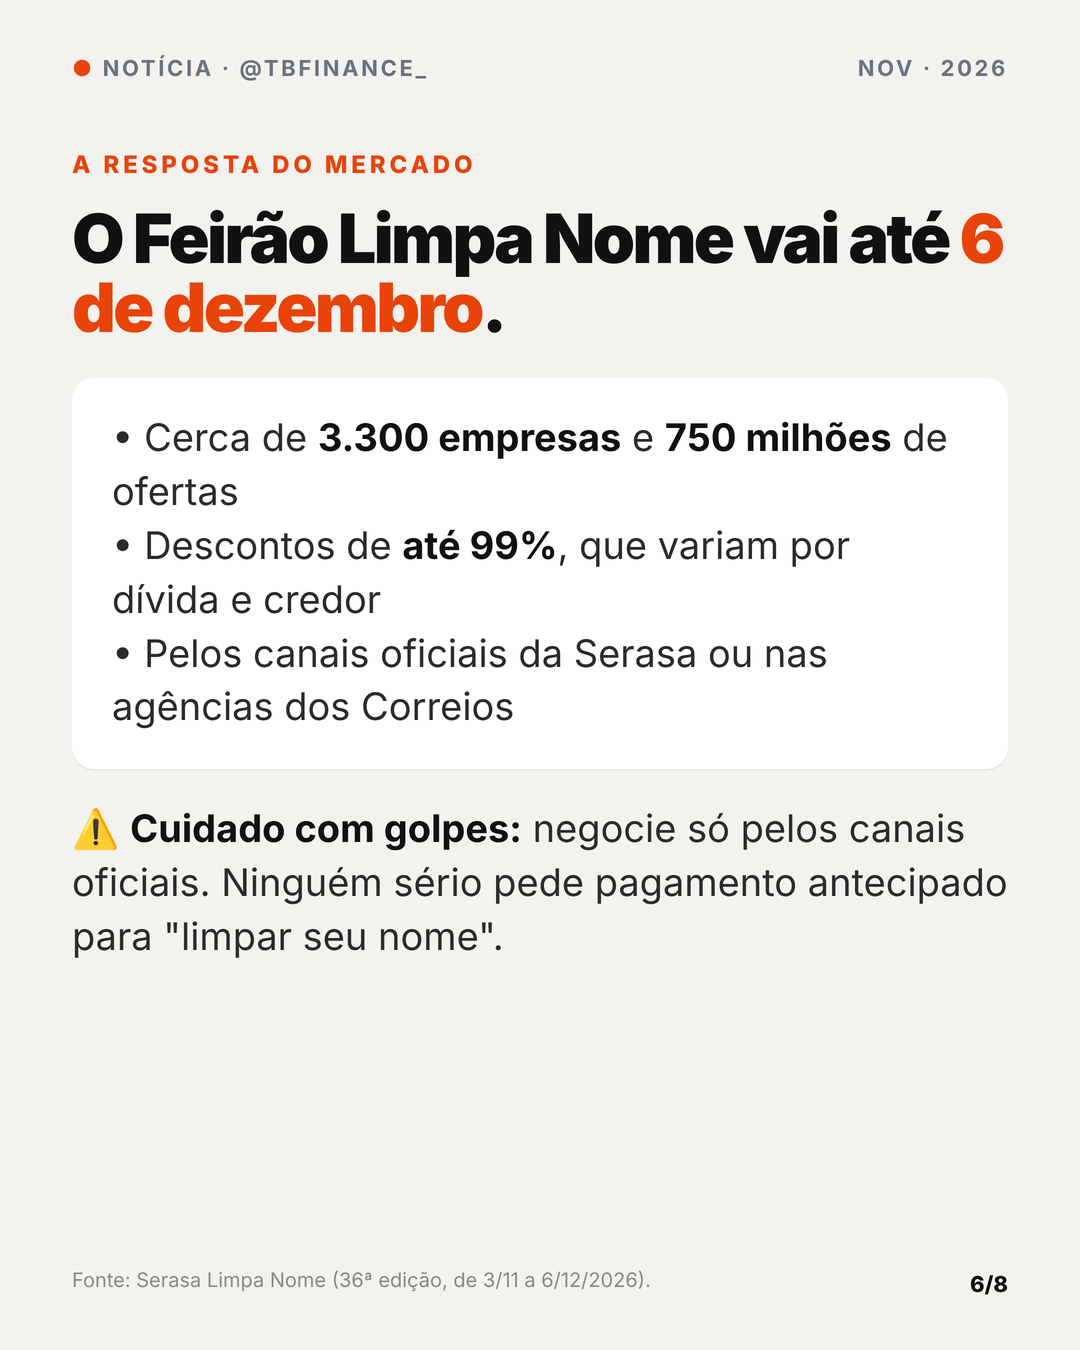 NOTÍCIA · @TBFINANCE_
NOV · 2026
A RESPOSTA DO MERCADO
O Feirão Limpa Nome vai até 6
de dezembro.
• Cerca de 3.300 empresas e 750 milhões de
ofertas
• Descontos de até 99%, que variam por
dívida e credor
• Pelos canais oficiais da Serasa ou nas
agências dos Correios
⚠️ Cuidado com golpes: negocie só pelos canais
oficiais. Ninguém sério pede pagamento antecipado
para "limpar seu nome".
Fonte: Serasa Limpa Nome (36ª edição, de 3/11 a 6/12/2026).
6/8